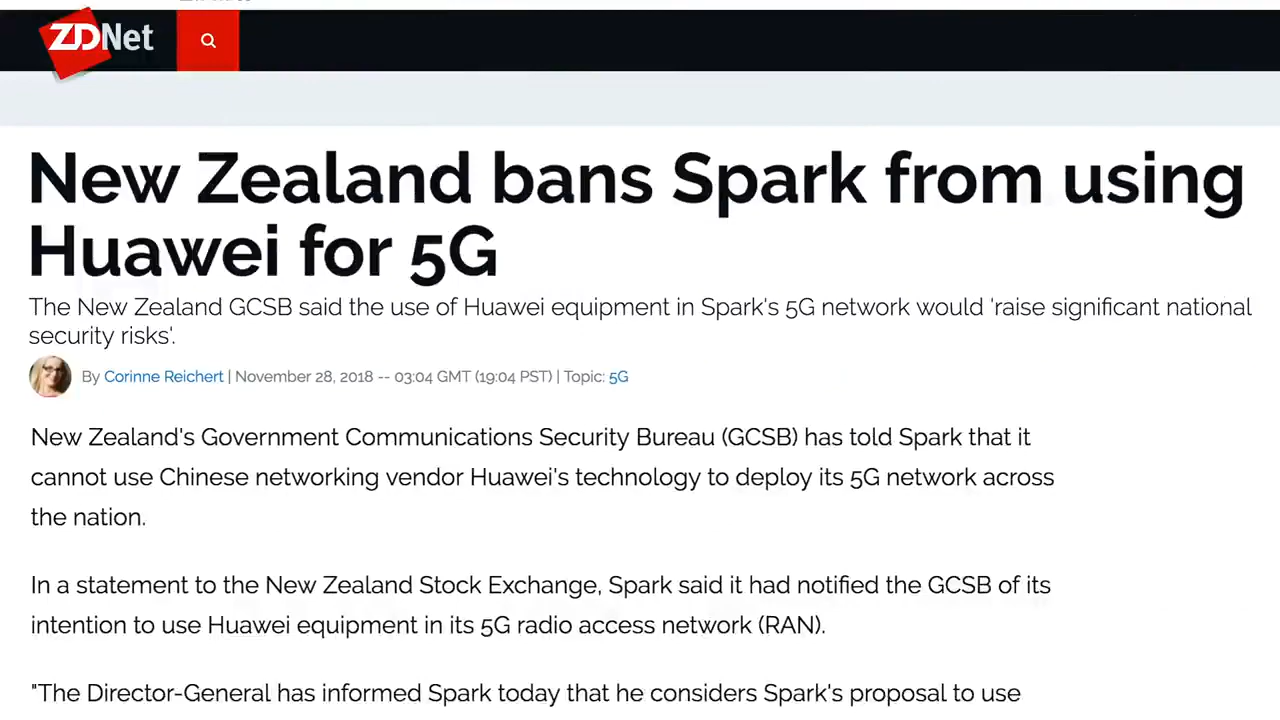 ZDNet
New Zealand bans Spark from using
Huawei for 5G
The New Zealand GCSB said the use of Huawei equipment in Spark's 5G network would 'raise significant national
security risks'.
By Corinne Reichert | November 28, 2018 -- 03:04 GMT (19:04 PST) | Topic: 5G
New Zealand's Government Communications Security Bureau (GCSB) has told Spark that it
cannot use Chinese networking vendor Huawei's technology to deploy its 5G network across
the nation.
In a statement to the New Zealand Stock Exchange, Spark said it had notified the GCSB of its
intention to use Huawei equipment in its 5G radio access network (RAN).
"The Director-General has informed Spark today that he considers Spark's proposal to use